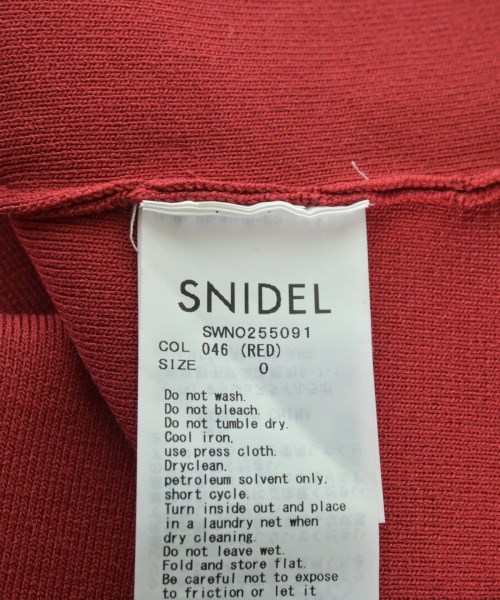 SNIDEL
SWNO255091
COL 046 (RED)
SIZE 0
Do not wash.
Do not bleach.
Do not tumble dry.
Cool iron,
use press cloth.
Dryclean,
petroleum solvent only.
short cycle.
Turn inside out and place
in a laundry net when
dry cleaning.
Do not leave wet.
Fold and store flat.
Be careful not to expose
to friction or let it